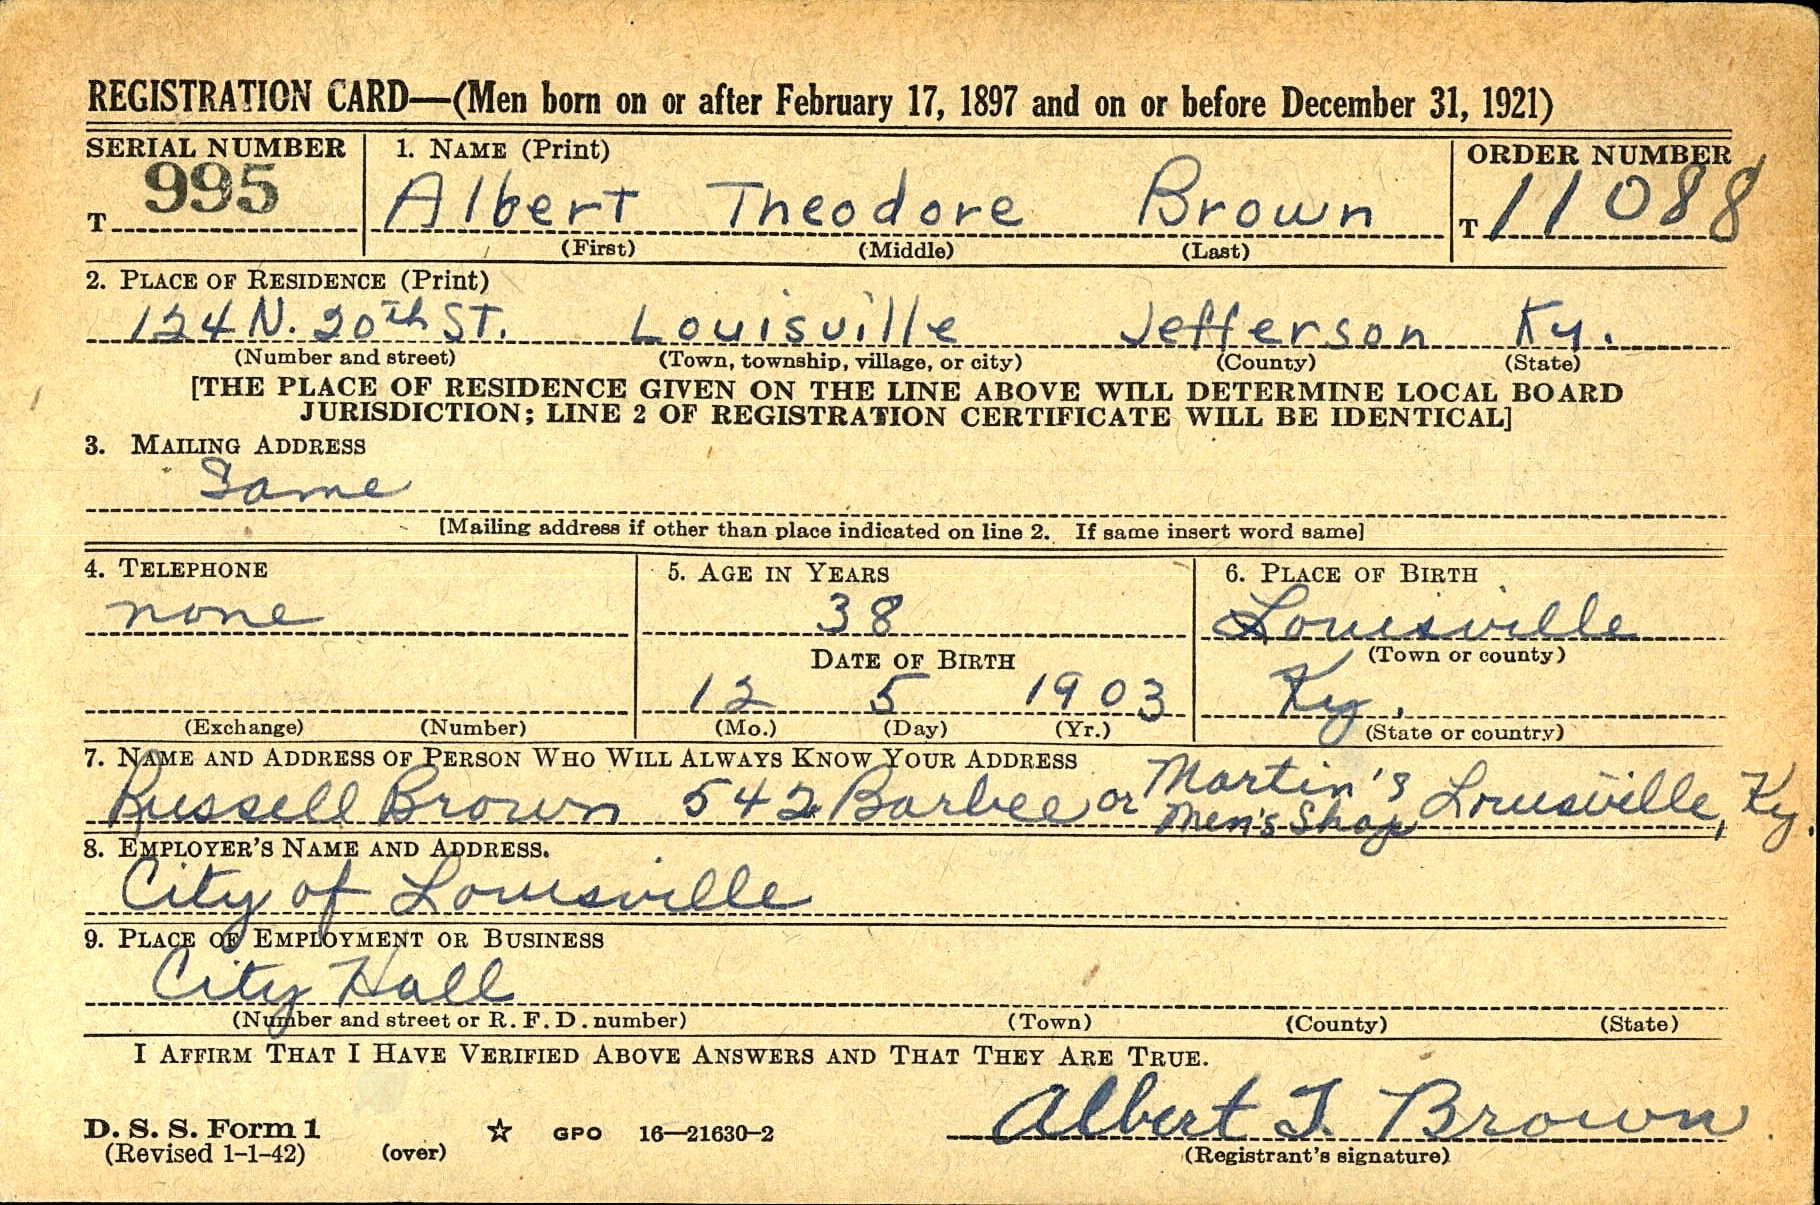 REGISTRATION CARD—(Men born on or after February 17, 1897 and on or before December 31, 1921)
SERIAL NUMBER 1. NAME (Print) ORDER NUMBER
T 995 Albert Theodore Brown T 11088
(First) (Middle) (Last)
2. PLACE OF RESIDENCE (Print)
124 N. 20th ST. Louisville Jefferson Ky.
(Number and street) (Town, township, village, or city) (County) (State)
[THE PLACE OF RESIDENCE GIVEN ON THE LINE ABOVE WILL DETERMINE LOCAL BOARD
JURISDICTION; LINE 2 OF REGISTRATION CERTIFICATE WILL BE IDENTICAL]
3. MAILING ADDRESS
Same
[Mailing address if other than place indicated on line 2. If same insert word same]
4. TELEPHONE 5. AGE IN YEARS 6. PLACE OF BIRTH
none 38 Louisville
DATE OF BIRTH (Town or county)
12 5 1903 Ky.
(Exchange) (Number) (Mo.) (Day) (Yr.) (State or country)
7. NAME AND ADDRESS OF PERSON WHO WILL ALWAYS KNOW YOUR ADDRESS
Russell Brown 542 Barbee or Martin's Men's Shop Louisville, Ky.
8. EMPLOYER'S NAME AND ADDRESS.
City of Louisville
9. PLACE OF EMPLOYMENT OR BUSINESS
City Hall
(Number and street or R. F. D. number) (Town) (County) (State)
I AFFIRM THAT I HAVE VERIFIED ABOVE ANSWERS AND THAT THEY ARE TRUE.
Albert T. Brown
D. S. S. Form 1 ☆ GPO 16—21630-2
(Revised 1-1-42) (over) (Registrant's signature)